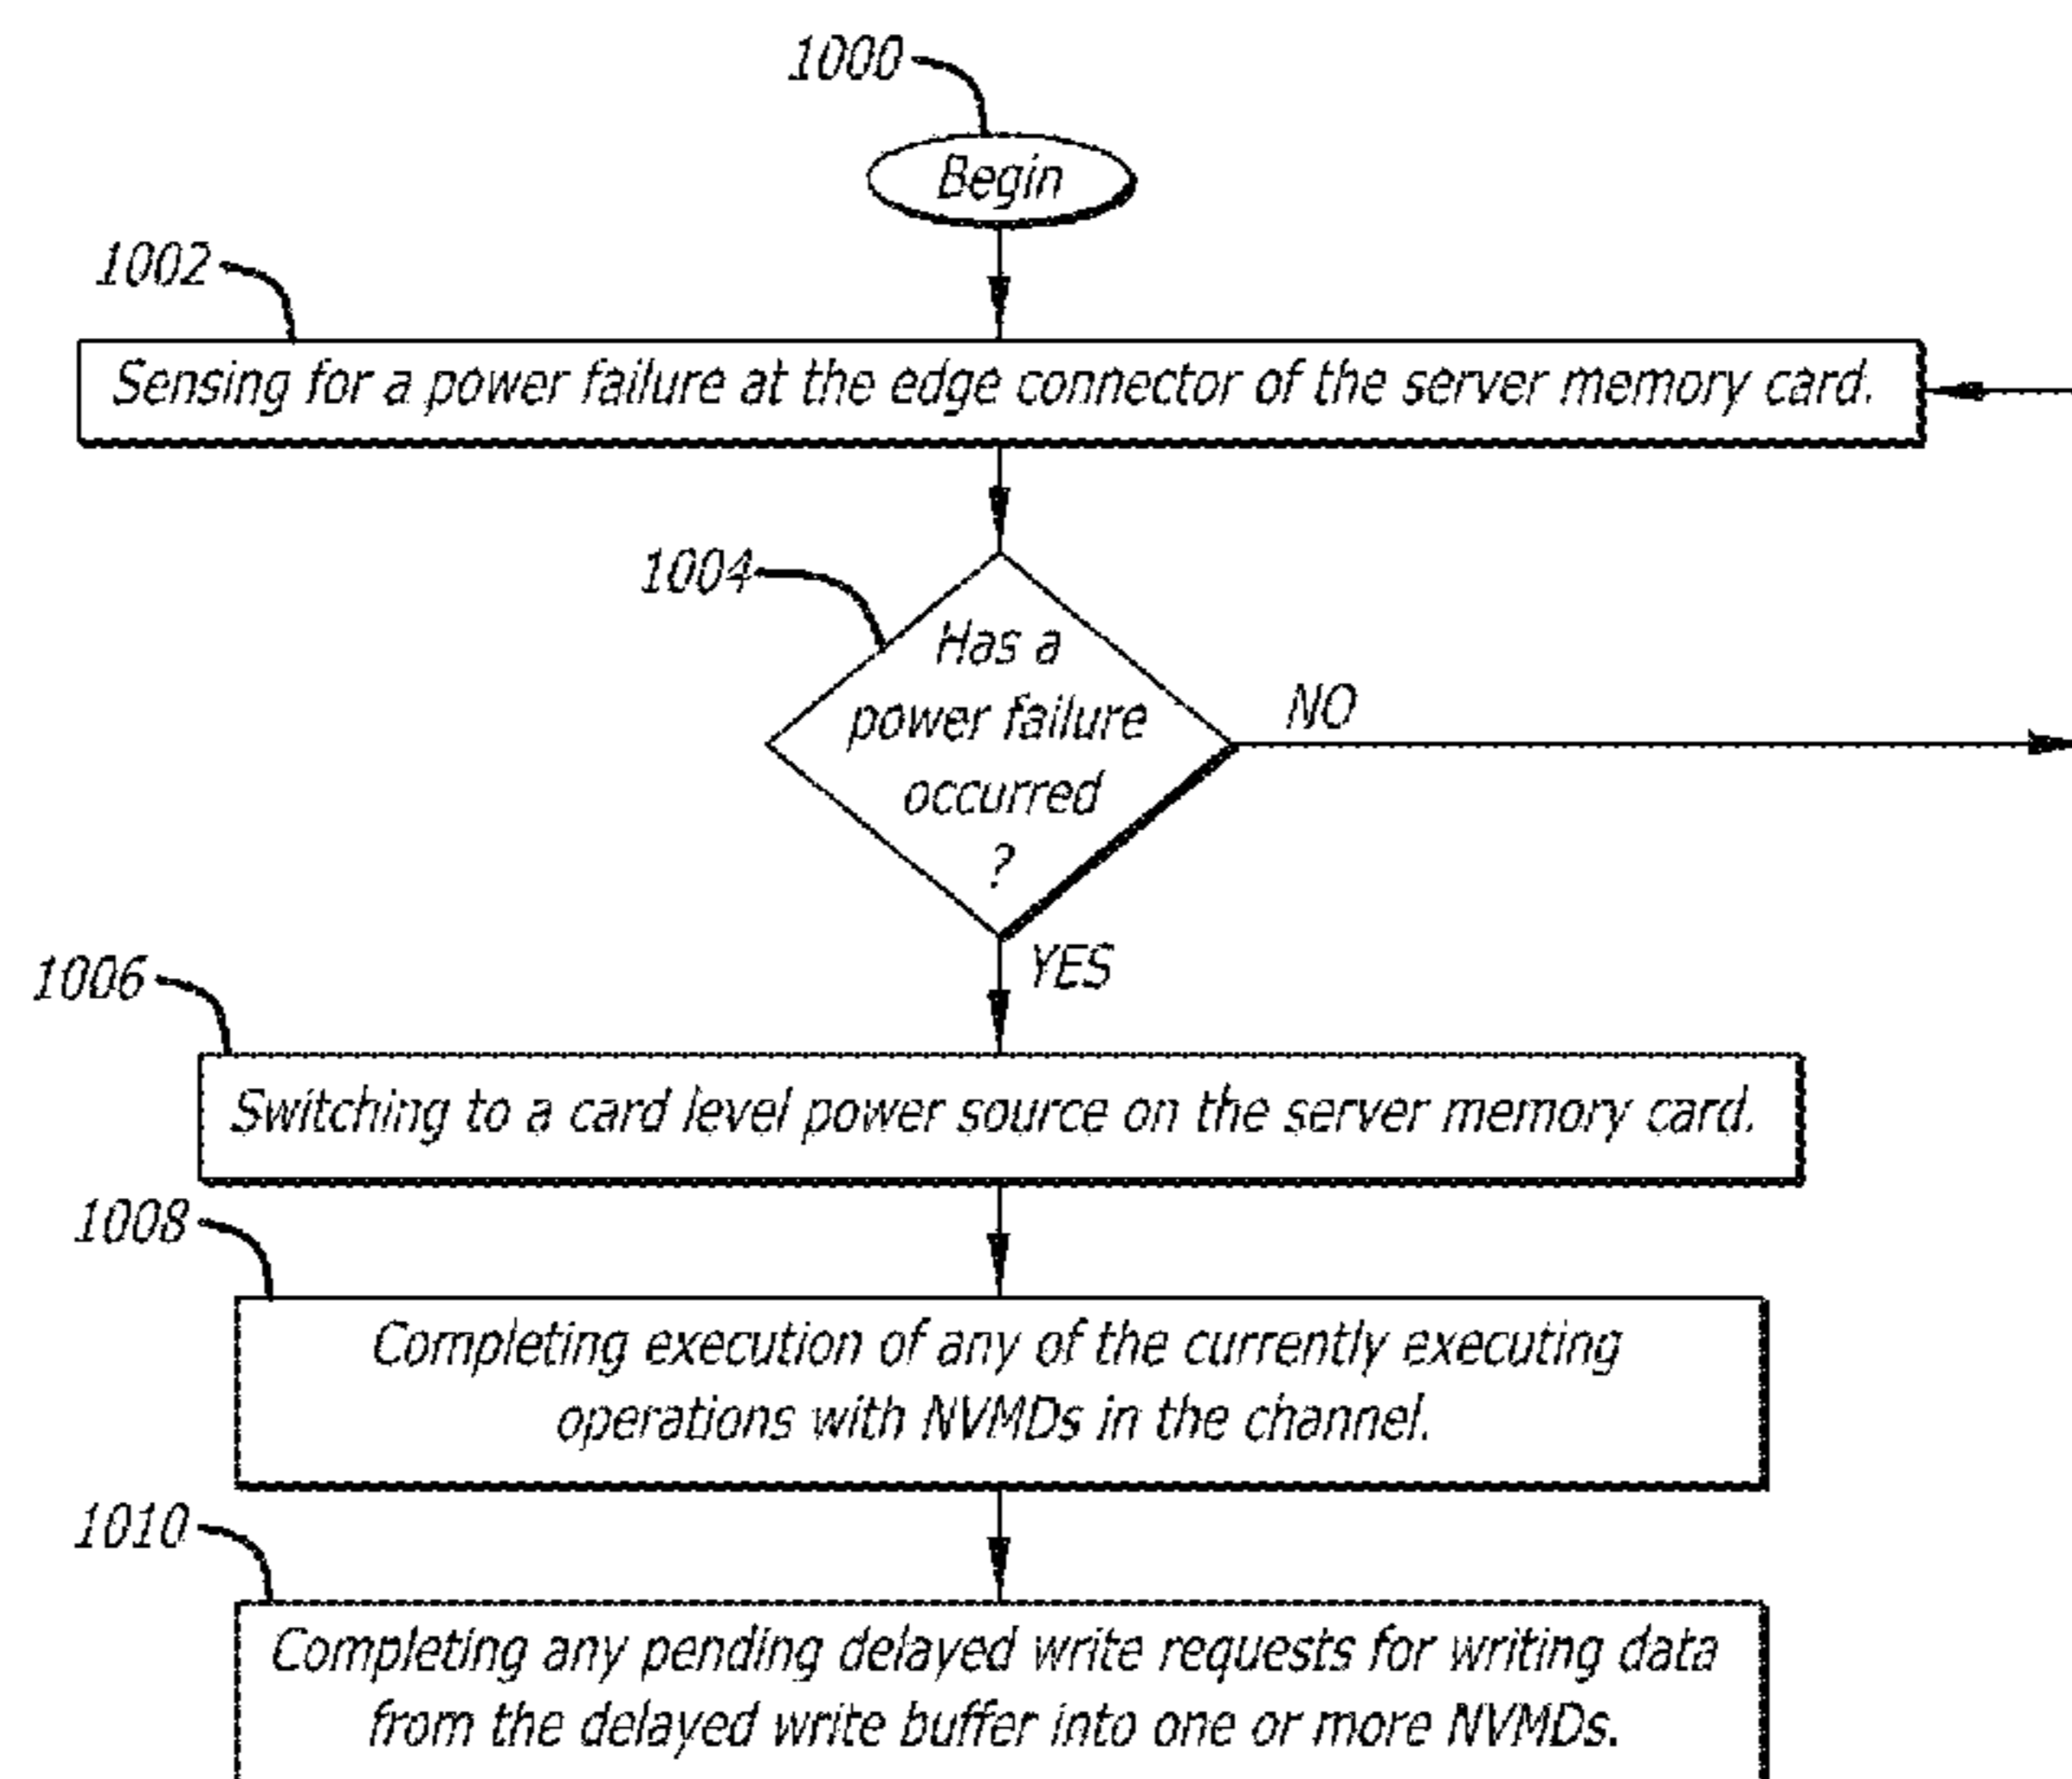 1000
Begin
1002
Sensing for a power failure at the edge connector of the server memory card.
1004
Has a
power failure
occurred
?
NO
YES
1006
Switching to a card level power source on the server memory card.
1008
Completing execution of any of the currently executing
operations with NVMDs in the channel.
1010
Completing any pending delayed write requests for writing data
from the delayed write buffer into one or more NVMDs.